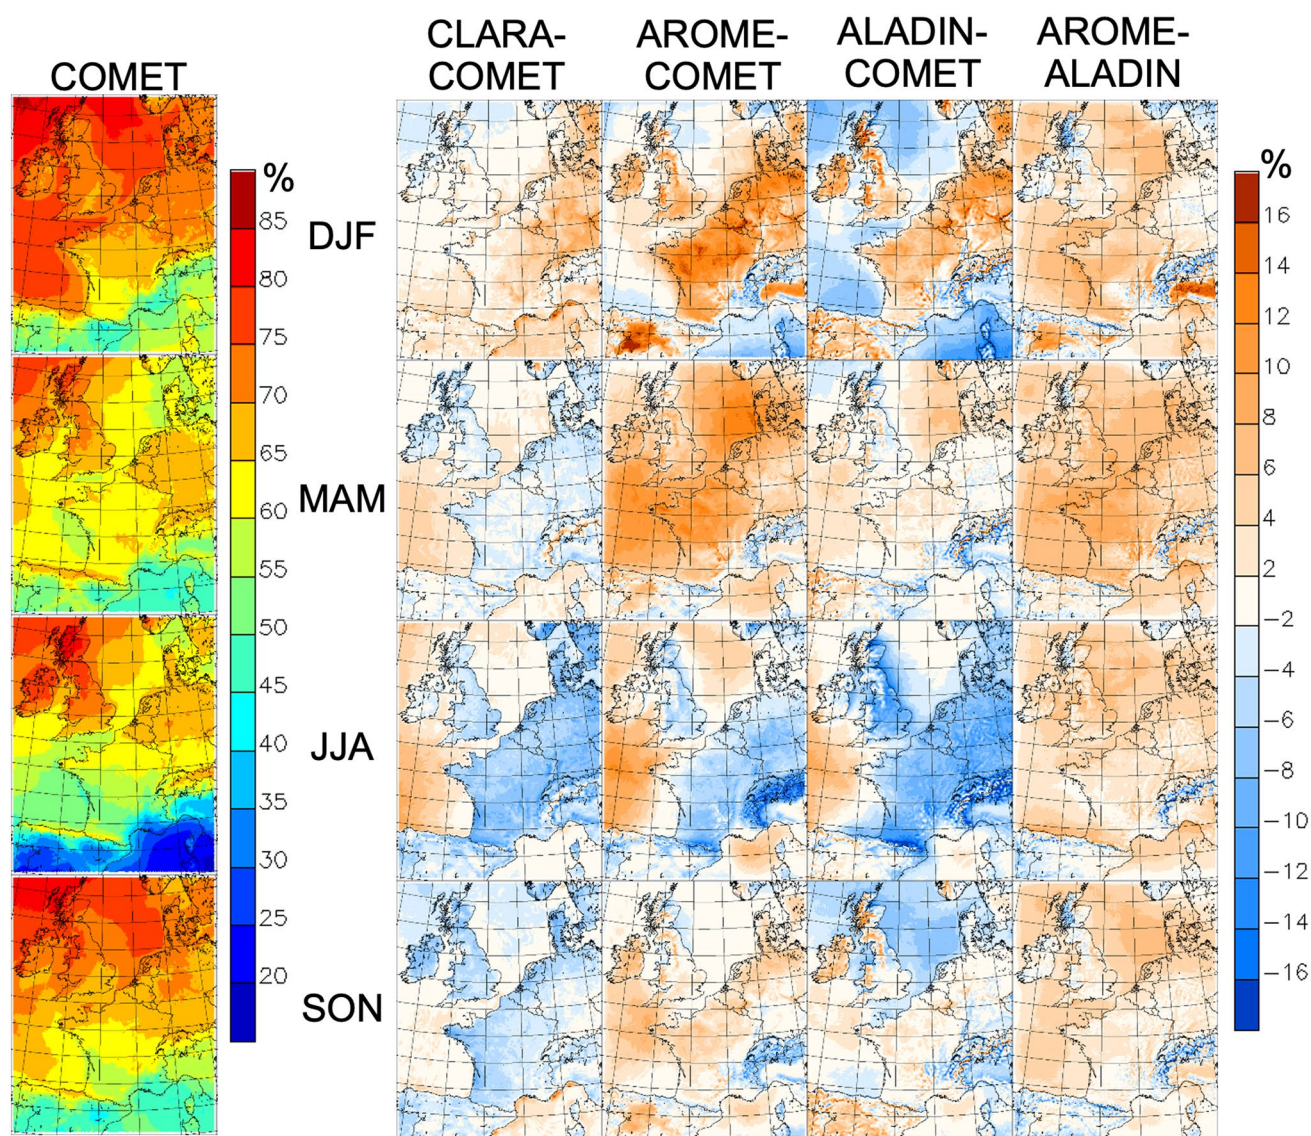 COMET
CLARA-
COMET
AROME-
COMET
ALADIN-
COMET
AROME-
ALADIN
%
85
80
75
70
65
60
55
50
45
40
35
30
25
20
DJF
MAM
JJA
SON
%
16
14
12
10
8
6
4
2
−2
−4
−6
−8
−10
−12
−14
−16